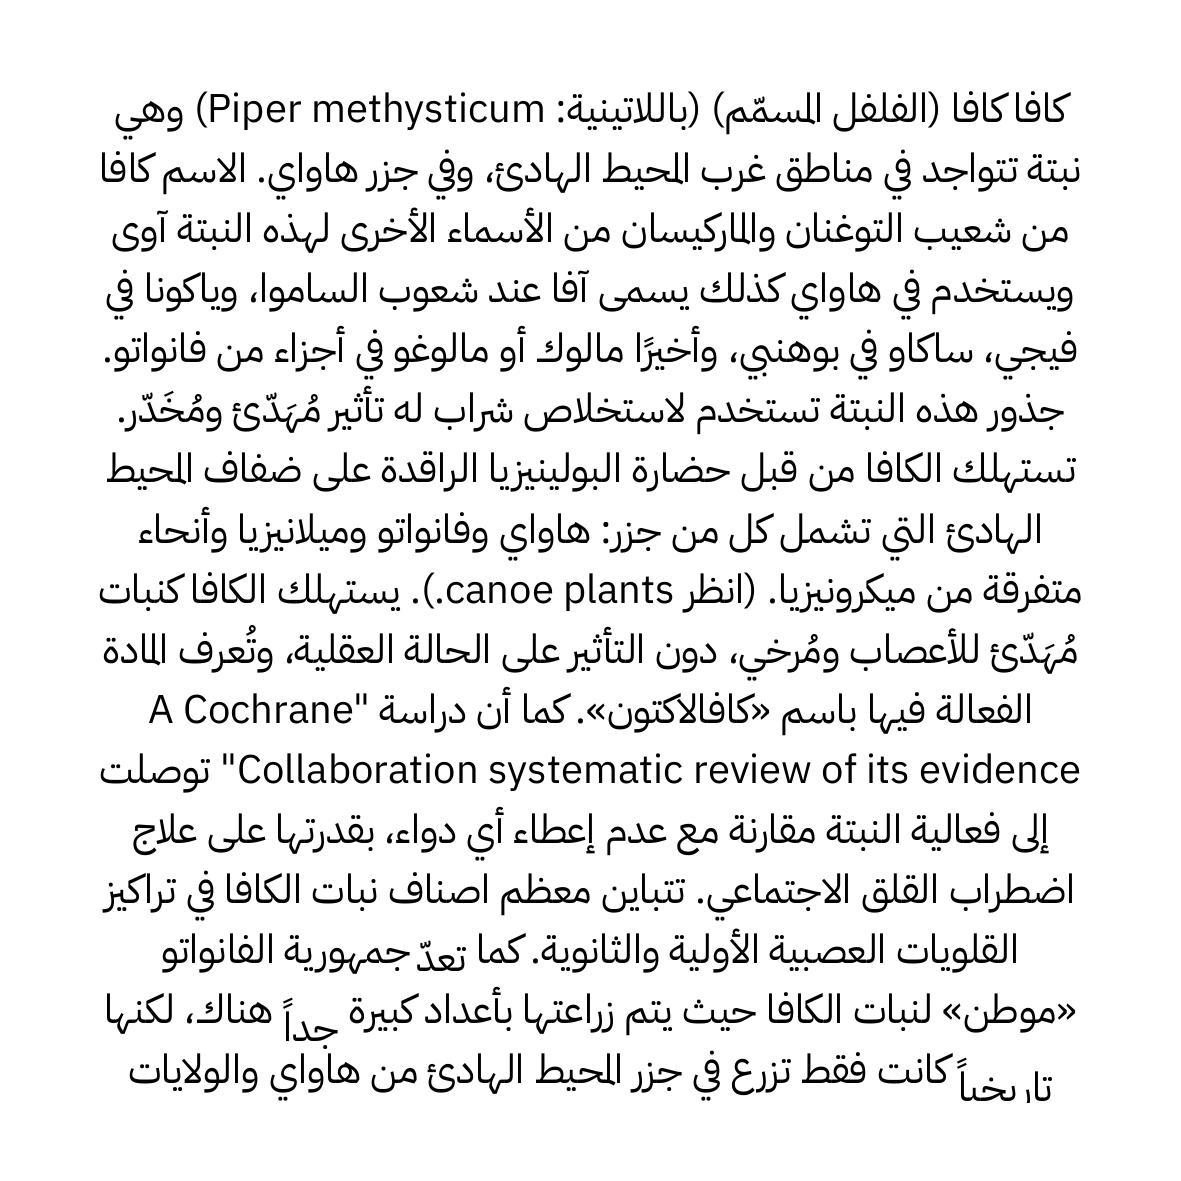 كافا كافا (الفلفل المسمّم) (باللاتينية: Piper methysticum) وهي
نبتة تتواجد في مناطق غرب المحيط الهادئ، وفي جزر هاواي. الاسم كافا
من شعيب التوغنان والماركيسان من الأسماء الأخرى لهذه النبتة آوى
ويستخدم في هاواي كذلك يسمى آفا عند شعوب الساموا، وياكونا في
فيجي، ساكاو في بوهنبي، وأخيرًا مالوك أو مالوغو في أجزاء من فانواتو.
جذور هذه النبتة تستخدم لاستخلاص شراب له تأثير مُهَدّئ ومُخَدّر.
تستهلك الكافا من قبل حضارة البولينيزيا الراقدة على ضفاف المحيط
الهادئ التي تشمل كل من جزر: هاواي وفانواتو وميلانيزيا وأنحاء
متفرقة من ميكرونيزيا. (انظر canoe plants.). يستهلك الكافا كنبات
مُهَدّئ للأعصاب ومُرخي، دون التأثير على الحالة العقلية، وتُعرف المادة
الفعالة فيها باسم «كافالاكتون». كما أن دراسة "A Cochrane
Collaboration systematic review of its evidence" توصلت
إلى فعالية النبتة مقارنة مع عدم إعطاء أي دواء، بقدرتها على علاج
اضطراب القلق الاجتماعي. تتباين معظم اصناف نبات الكافا في تراكيز
القلويات العصبية الأولية والثانوية. كما تعدّ جمهورية الفانواتو
«موطن» لنبات الكافا حيث يتم زراعتها بأعداد كبيرة جداً هناك، لكنها
تاريخياً كانت فقط تزرع في جزر المحيط الهادئ من هاواي والولايات